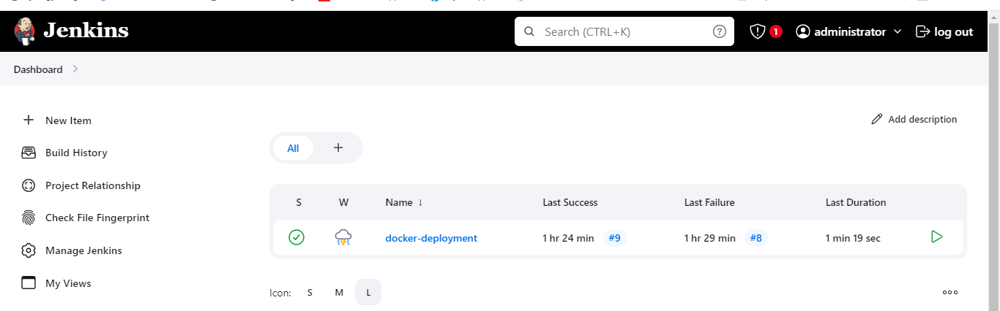 Jenkins
Search (CTRL+K)
1
administrator
log out
Dashboard
New Item
Add description
All
Build History
Project Relationship
Check File Fingerprint
Manage Jenkins
My Views
S W Name ↓ Last Success Last Failure Last Duration
docker-deployment 1 hr 24 min #9 1 hr 29 min #8 1 min 19 sec
Icon: S M L